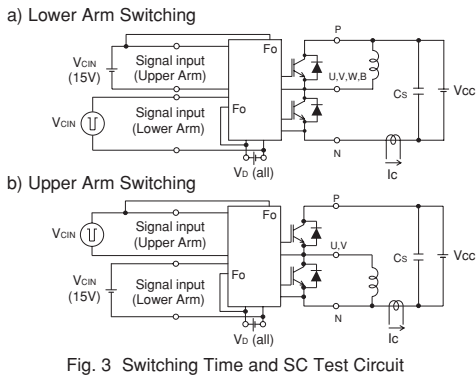 a) Lower Arm Switching
P
Fo
VCIN
(15V)
Signal input
(Upper Arm)
U,V,W,B
CS
VCC
VCIN
Signal input
(Lower Arm)
Fo
N
VD (all)
IC
b) Upper Arm Switching
P
Fo
VCIN
Signal input
(Upper Arm)
U,V
CS
VCC
VCIN
(15V)
Signal input
(Lower Arm)
Fo
N
VD (all)
IC
Fig. 3 Switching Time and SC Test Circuit